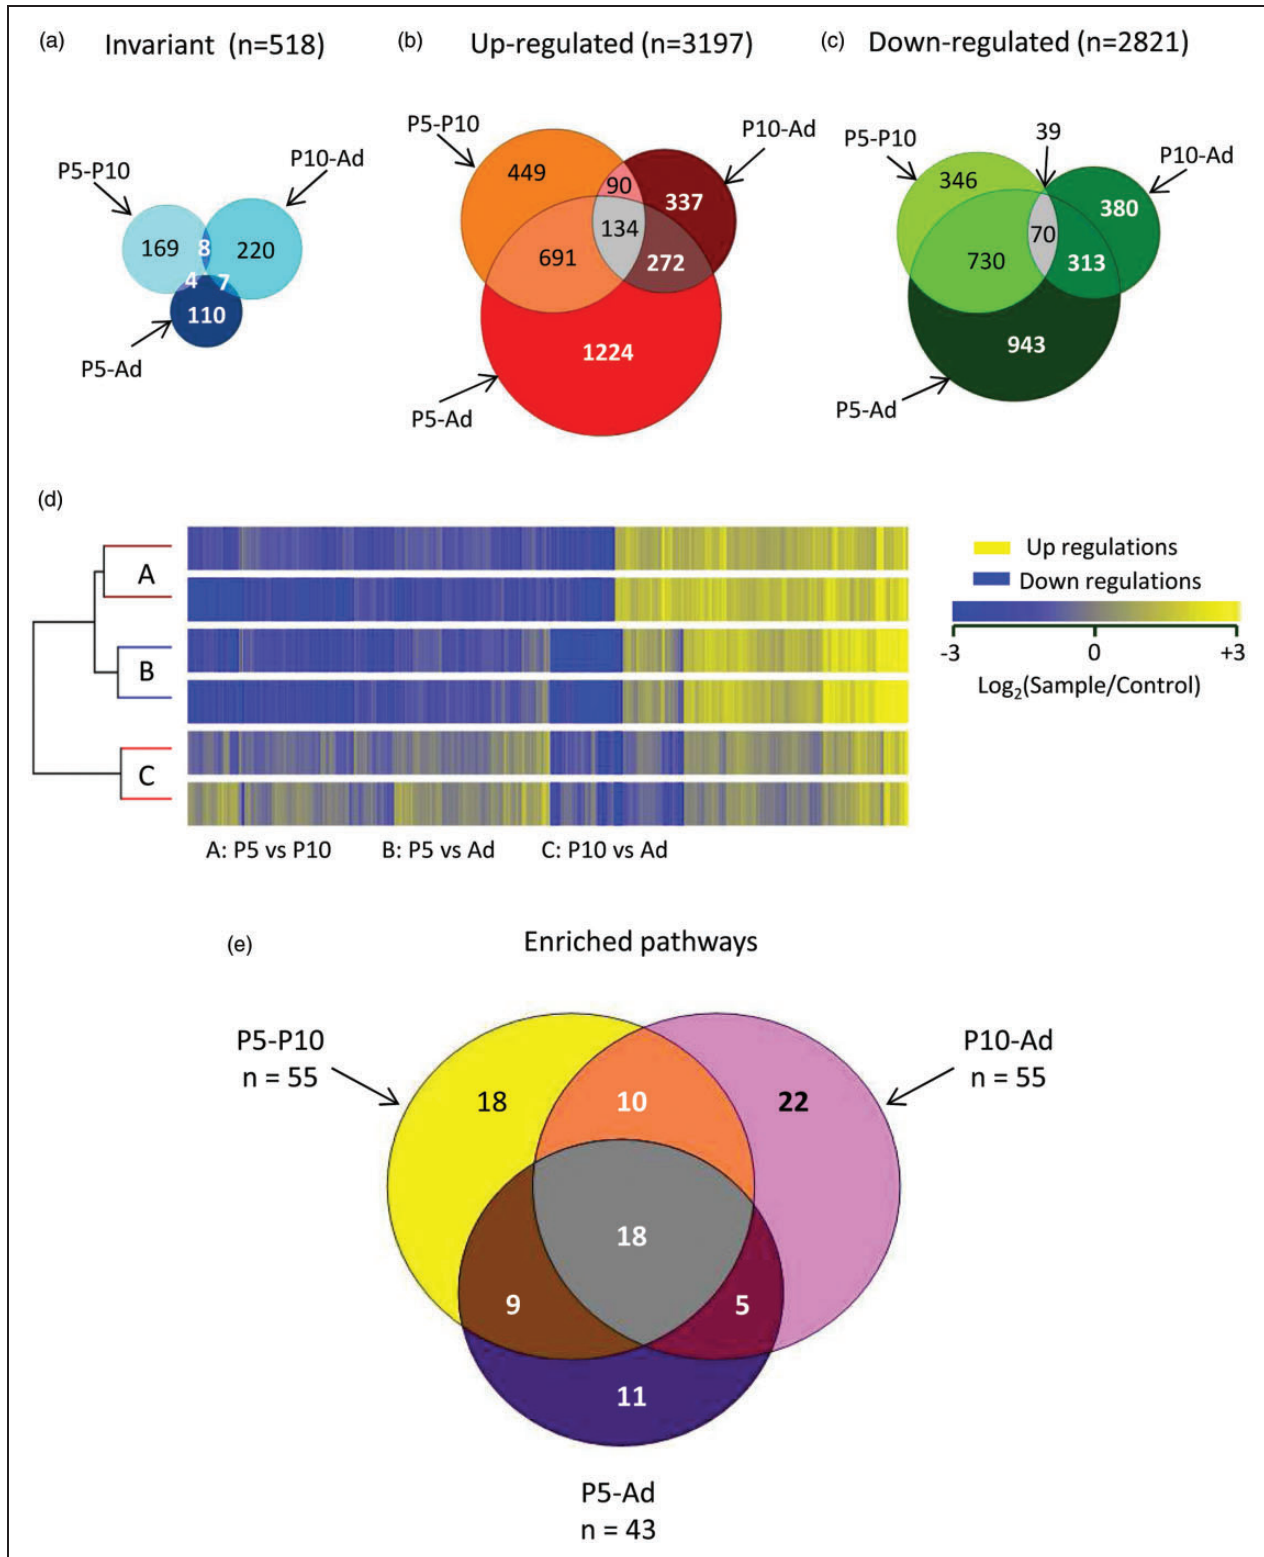 (a) Invariant (n=518)
P5-P10
P10-Ad
169
8
220
4
7
110
P5-Ad
(b) Up-regulated (n=3197)
P5-P10
P10-Ad
449
90
337
134
691
272
1224
P5-Ad
(c) Down-regulated (n=2821)
39
P5-P10
P10-Ad
346
380
70
730
313
943
P5-Ad
(d)
A
B
C
Up regulations
Down regulations
-3 0 +3
Log2(Sample/Control)
A: P5 vs P10 B: P5 vs Ad C: P10 vs Ad
(e) Enriched pathways
P5-P10
n = 55
P10-Ad
n = 55
18
10
22
18
9
5
11
P5-Ad
n = 43